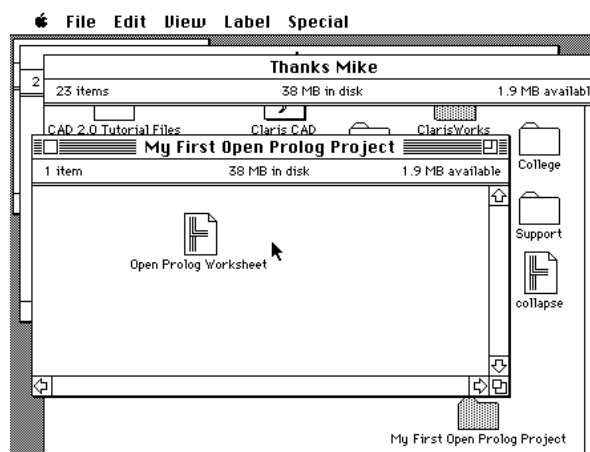 File Edit View Label Special
Thanks Mike
2
23 items 38 MB in disk 1.9 MB availabl
CAD 2.0 Tutorial Files Claris CAD ClarisWorks
My First Open Prolog Project
1 item 38 MB in disk 1.9 MB available
College
Support
Open Prolog Worksheet
collapse
My First Open Prolog Project